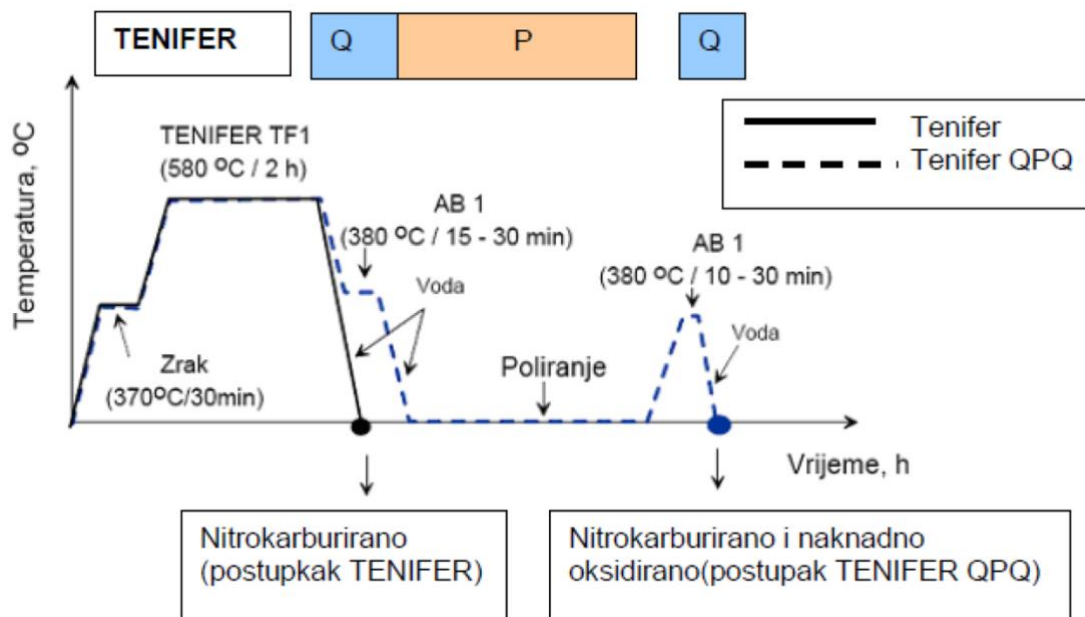 TENIFER
Q
P
Q
Temperatura, ºC
TENIFER TF1
(580 ºC / 2 h)
AB 1
(380 ºC / 15 - 30 min)
Voda
Zrak
(370ºC/30min)
Poliranje
AB 1
(380 ºC / 10 - 30 min)
Voda
Tenifer
Tenifer QPQ
Vrijeme, h
Nitrokarburirano
(postupkak TENIFER)
Nitrokarburirano i naknadno
oksidirano(postupak TENIFER QPQ)